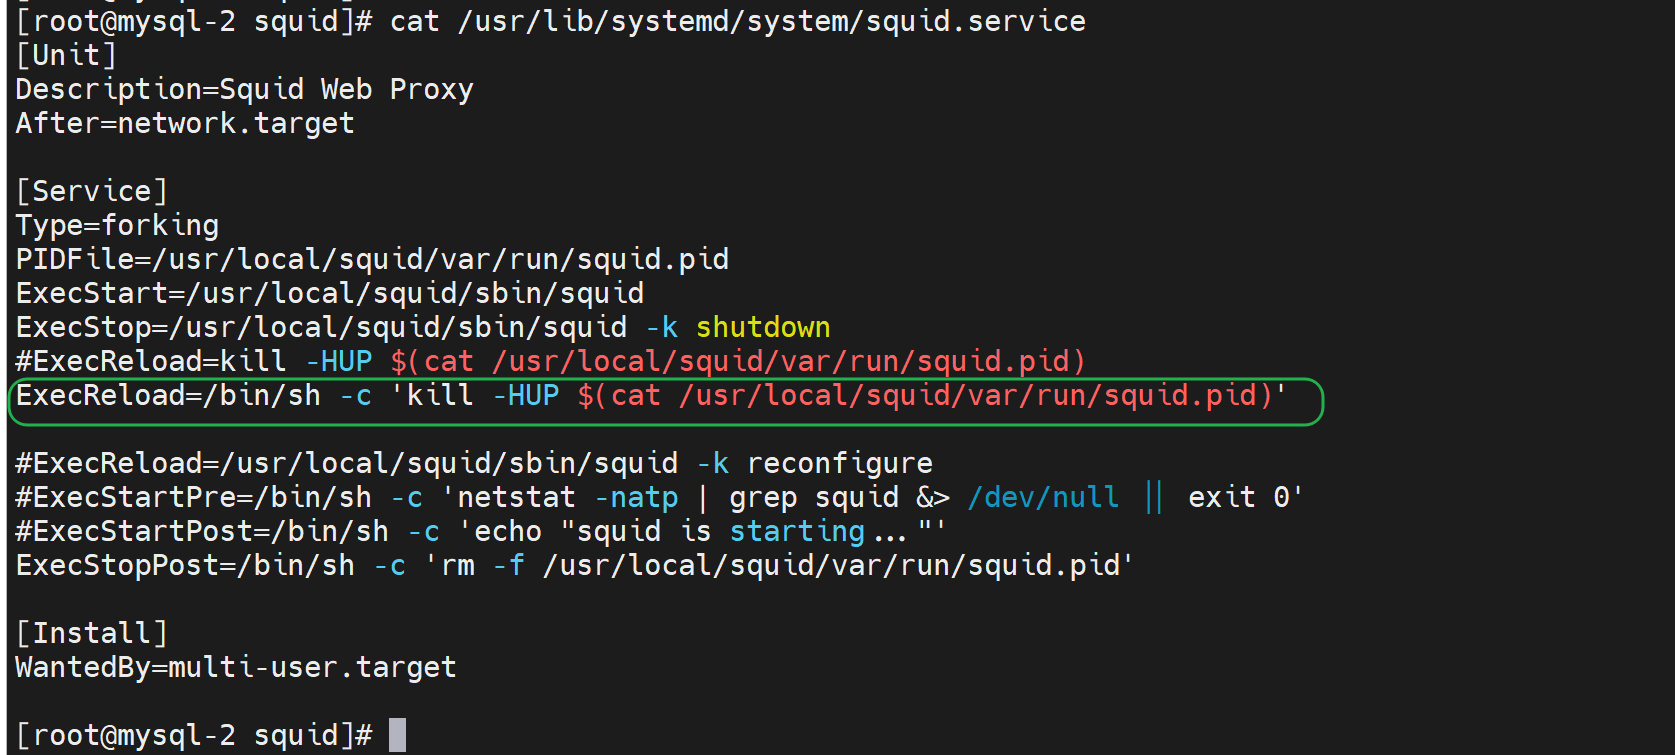 [root@mysql-2 squid]# cat /usr/lib/systemd/system/squid.service
[Unit]
Description=Squid Web Proxy
After=network.target
[Service]
Type=forking
PIDFile=/usr/local/squid/var/run/squid.pid
ExecStart=/usr/local/squid/sbin/squid
ExecStop=/usr/local/squid/sbin/squid -k shutdown
#ExecReload=kill -HUP $(cat /usr/local/squid/var/run/squid.pid)
ExecReload=/bin/sh -c 'kill -HUP $(cat /usr/local/squid/var/run/squid.pid)'
#ExecReload=/usr/local/squid/sbin/squid -k reconfigure
#ExecStartPre=/bin/sh -c 'netstat -natp | grep squid &> /dev/null || exit 0'
#ExecStartPost=/bin/sh -c 'echo "squid is starting..."'
ExecStopPost=/bin/sh -c 'rm -f /usr/local/squid/var/run/squid.pid'
[Install]
WantedBy=multi-user.target
[root@mysql-2 squid]#